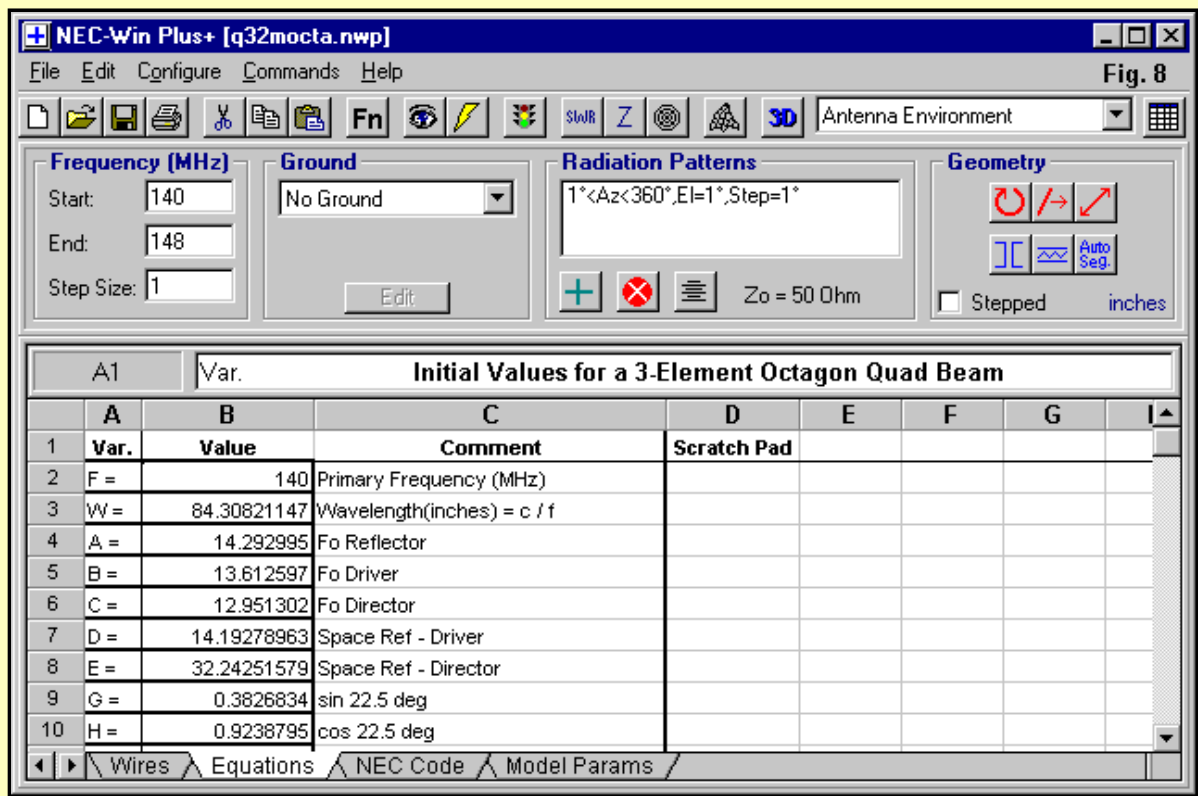 NEC-Win Plus+ [q32mocta.nwp]
File Edit Configure Commands Help Fig. 8
Fn SWR Z 3D Antenna Environment
Frequency (MHz) Ground Radiation Patterns Geometry
Start: 140 No Ground 1°<Az<360°,El=1°,Step=1°
End: 148 Auto Seg.
Step Size: 1 Edit Zo = 50 Ohm Stepped inches
A1 Var. Initial Values for a 3-Element Octagon Quad Beam
A B C D E F G
1 Var. Value Comment Scratch Pad
2 F = 140 Primary Frequency (MHz)
3 W = 84.30821147 Wavelength(inches) = c / f
4 A = 14.292995 Fo Reflector
5 B = 13.612597 Fo Driver
6 C = 12.951302 Fo Director
7 D = 14.19278963 Space Ref - Driver
8 E = 32.24251579 Space Ref - Director
9 G = 0.3826834 sin 22.5 deg
10 H = 0.9238795 cos 22.5 deg
Wires Equations NEC Code Model Params